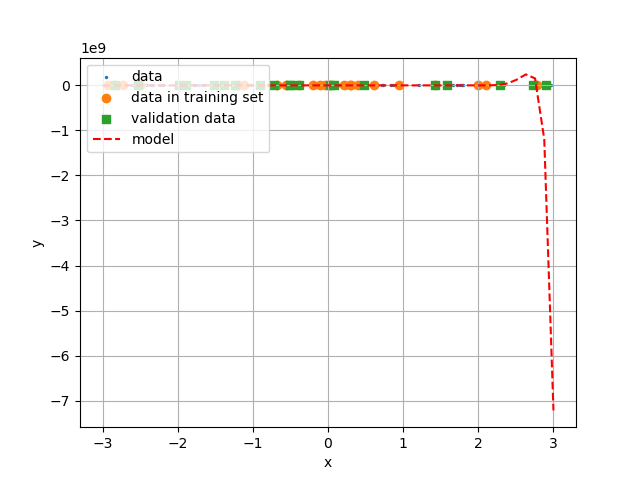 1e9
data
data in training set
validation data
model
0
−1
−2
−3
−4
−5
−6
−7
y
−3
−2
−1
0
1
2
3
x